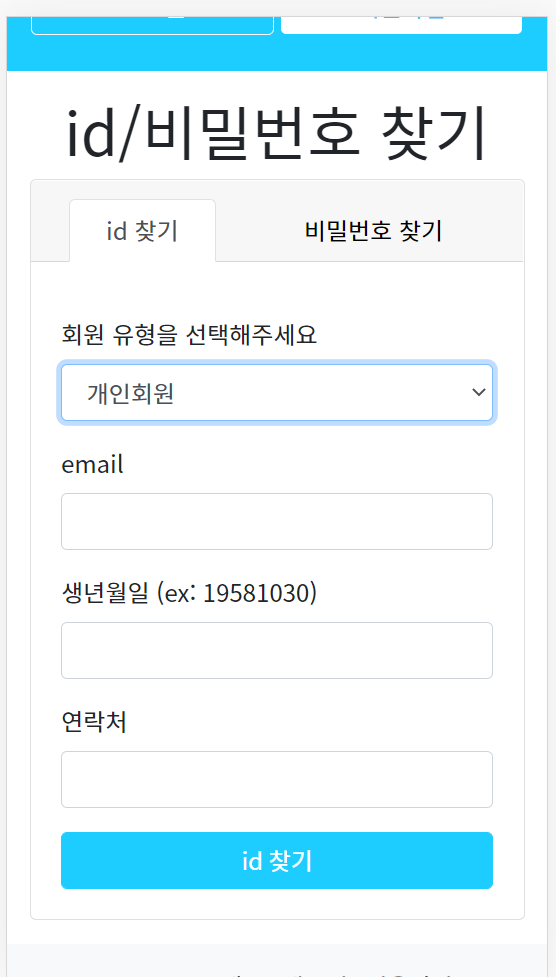 id/비밀번호 찾기
id 찾기
비밀번호 찾기
회원 유형을 선택해주세요
개인회원
email
생년월일 (ex: 19581030)
연락처
id 찾기